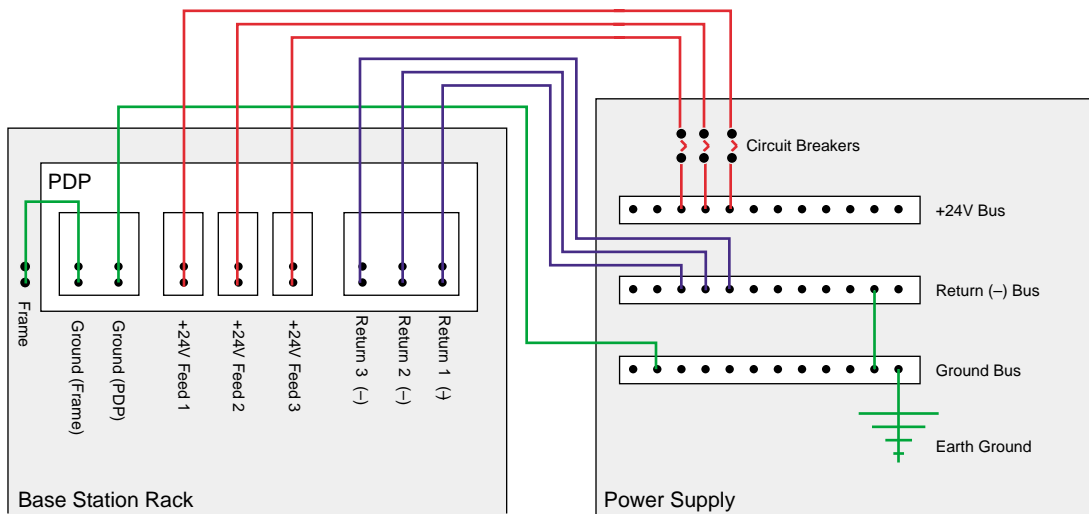 PDP
Circuit Breakers
+24V Bus
Return (–) Bus
Ground Bus
Earth Ground
Frame
Ground (Frame)
Ground (PDP)
+24V Feed 1
+24V Feed 2
+24V Feed 3
Return 3 (–)
Return 2 (–)
Return 1 (-)
Base Station Rack
Power Supply